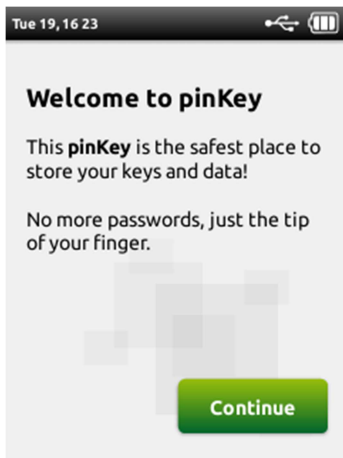 Tue 19, 16 23
Welcome to pinKey
This pinKey is the safest place to
store your keys and data!
No more passwords, just the tip
of your finger.
Continue